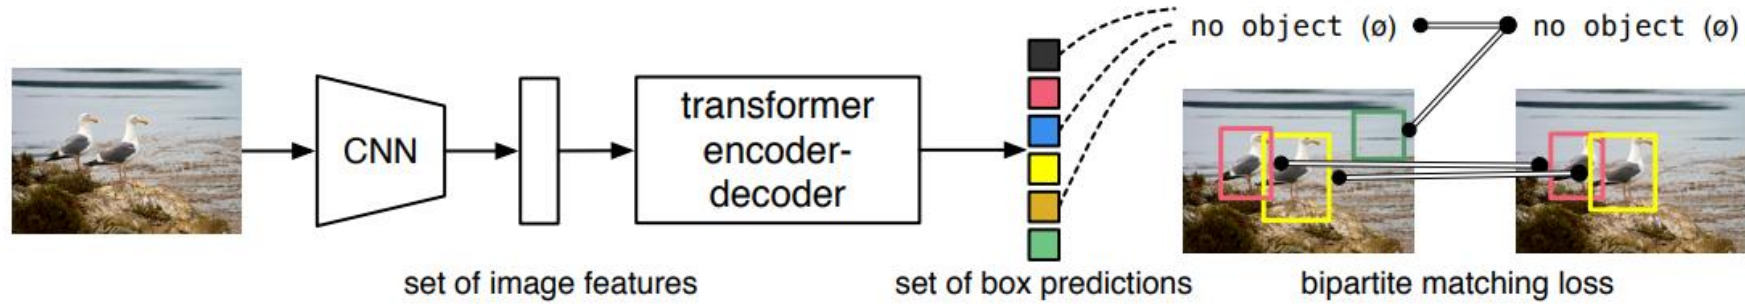 no object (ø) no object (ø)
CNN
transformer
encoder-
decoder
set of image features
set of box predictions
bipartite matching loss